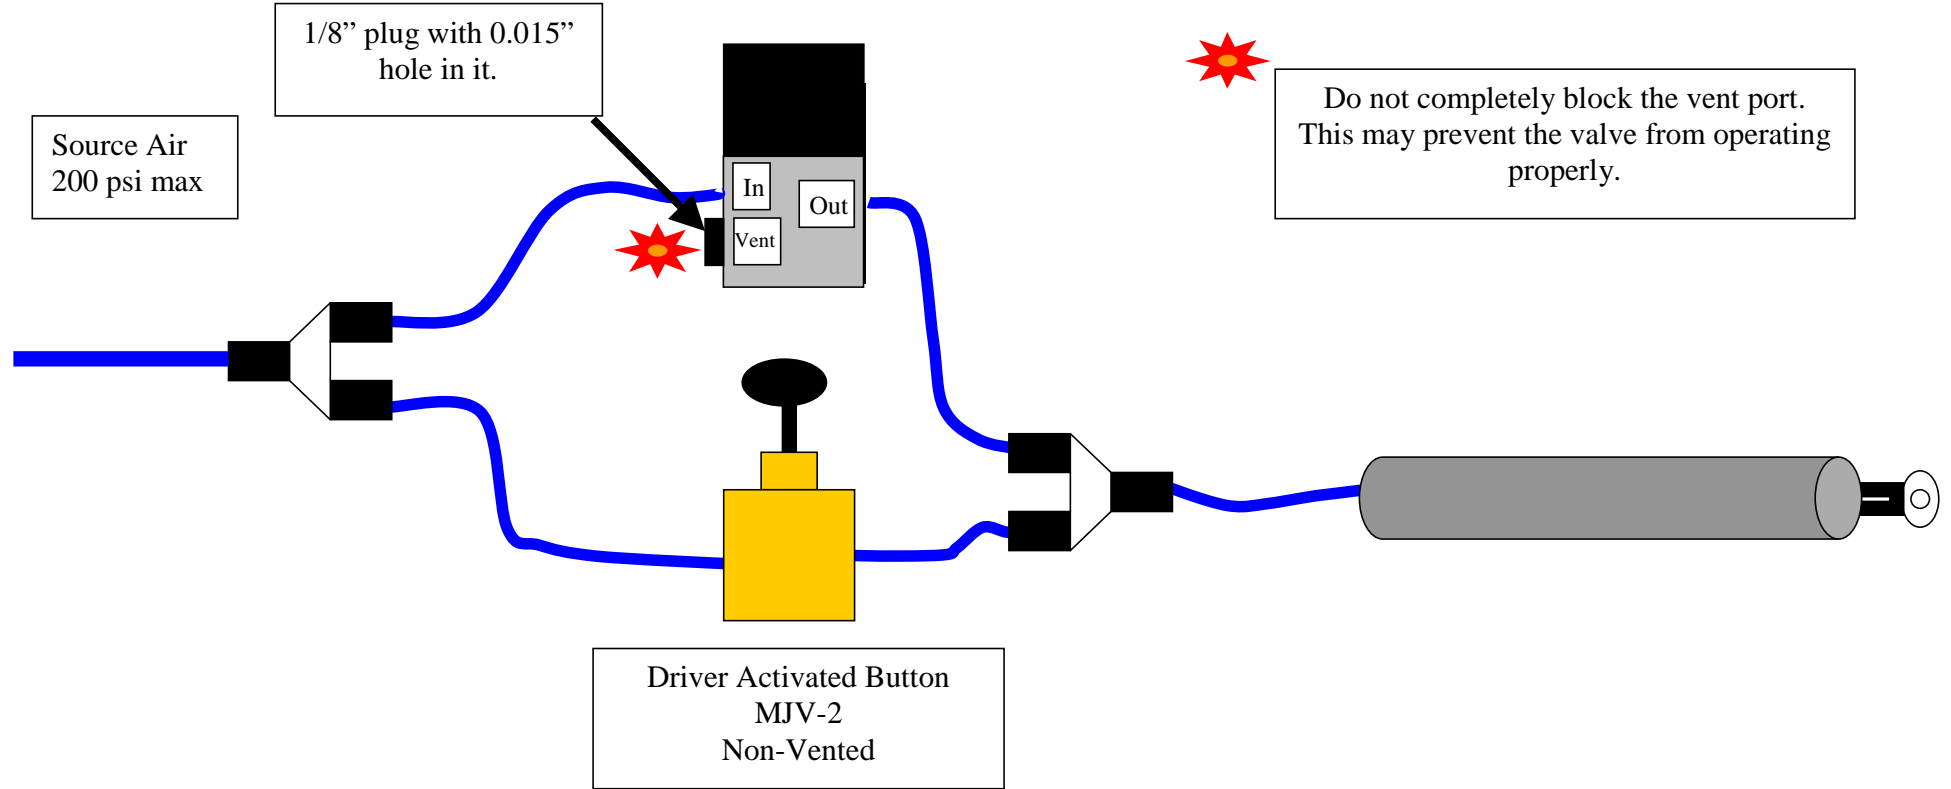 1/8” plug with 0.015”
hole in it.
Source Air
200 psi max
In
Out
Vent
Do not completely block the vent port.
This may prevent the valve from operating
properly.
Driver Activated Button
MJV-2
Non-Vented